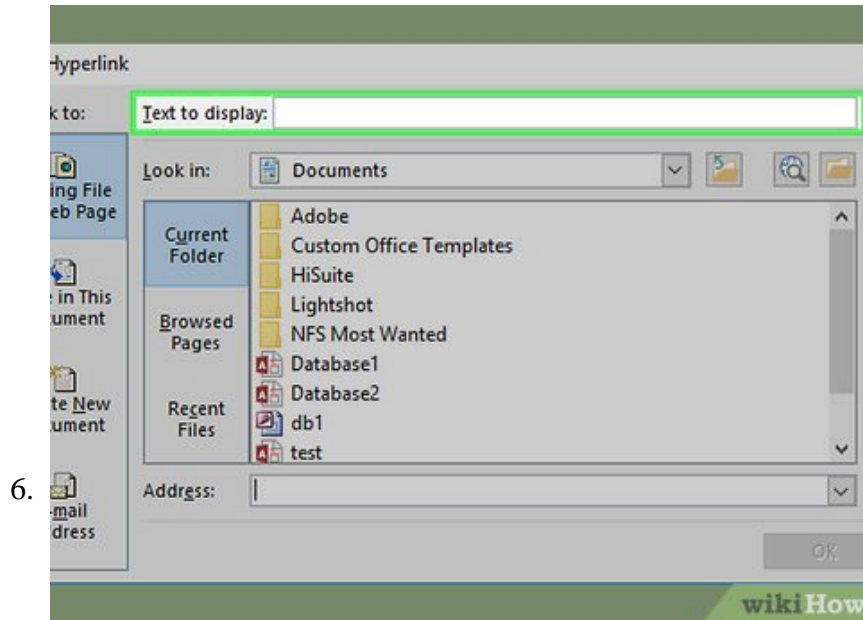 Hyperlink
k to:
Text to display:
ing File
eb Page
Look in:
Documents
Current
Folder
Browsed
Pages
Recent
Files
Adobe
Custom Office Templates
HiSuite
Lightshot
NFS Most Wanted
Database1
Database2
db1
test
in This
ument
te New
ument
6.
-mail
dress
Address:
OK
wikiHow